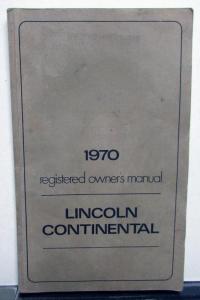 1970
registered owner's manual
LINCOLN
CONTINENTAL